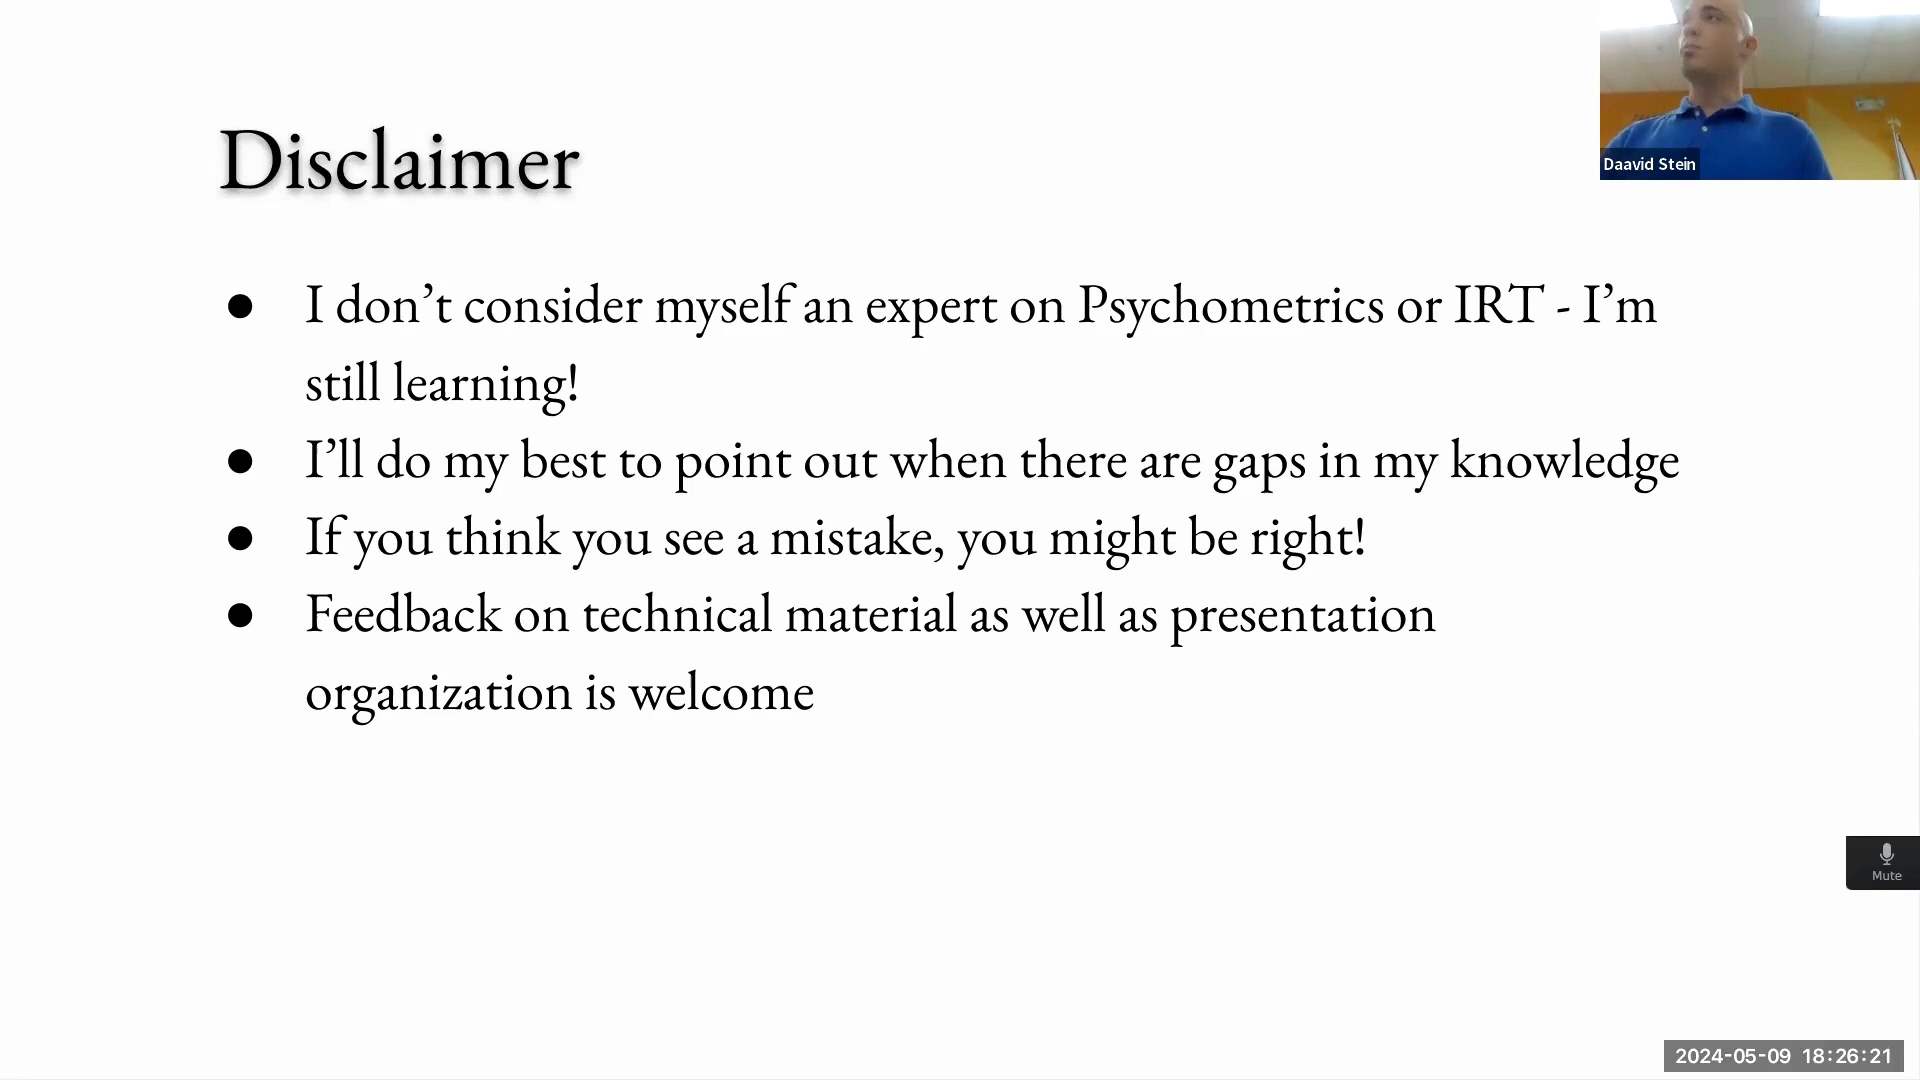 Disclaimer
Daavid Stein
● I don’t consider myself an expert on Psychometrics or IRT - I’m
still learning!
● I’ll do my best to point out when there are gaps in my knowledge
● If you think you see a mistake, you might be right!
● Feedback on technical material as well as presentation
organization is welcome
Mute
2024-05-09 18:26:21